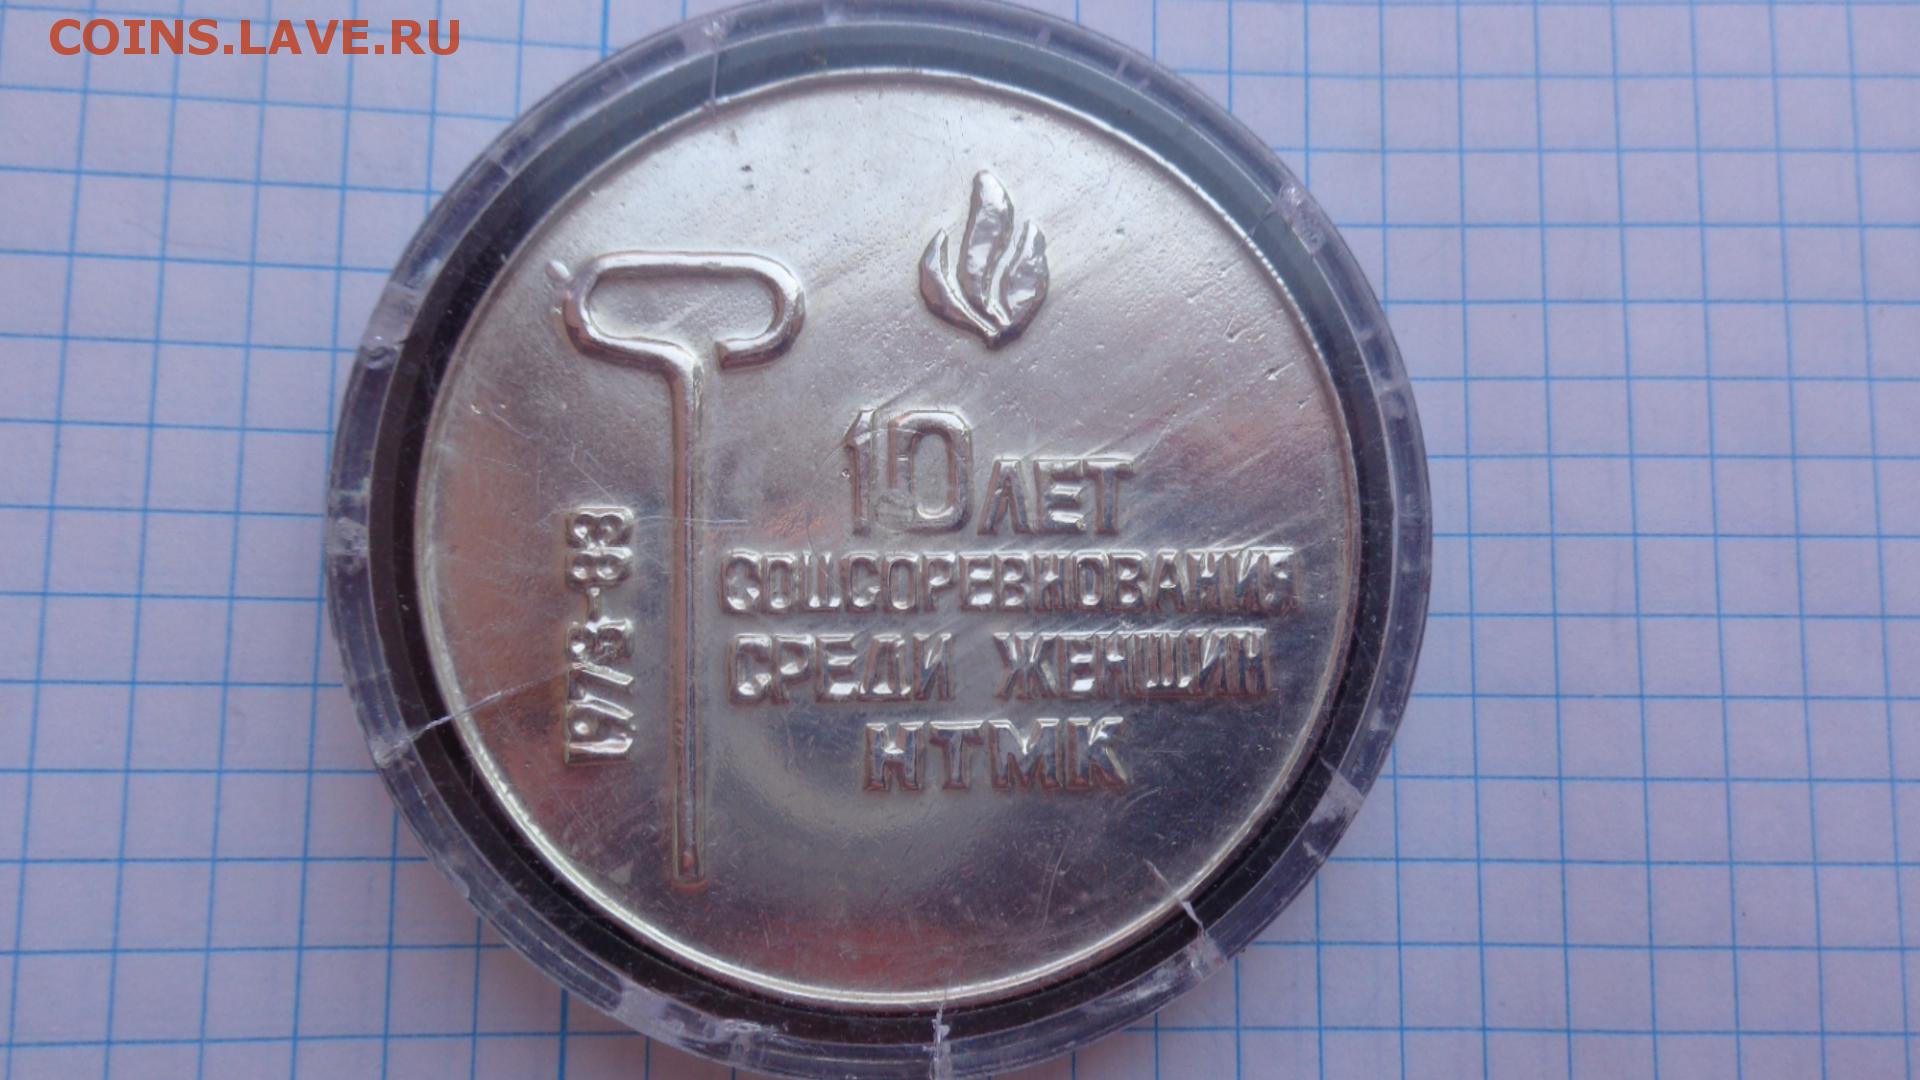 COINS.LAVE.RU
10 ЛЕТ
СОЦСОРЕВНОВАНИЯ
СРЕДИ ЖЕНЩИН
НТМК
1973-83